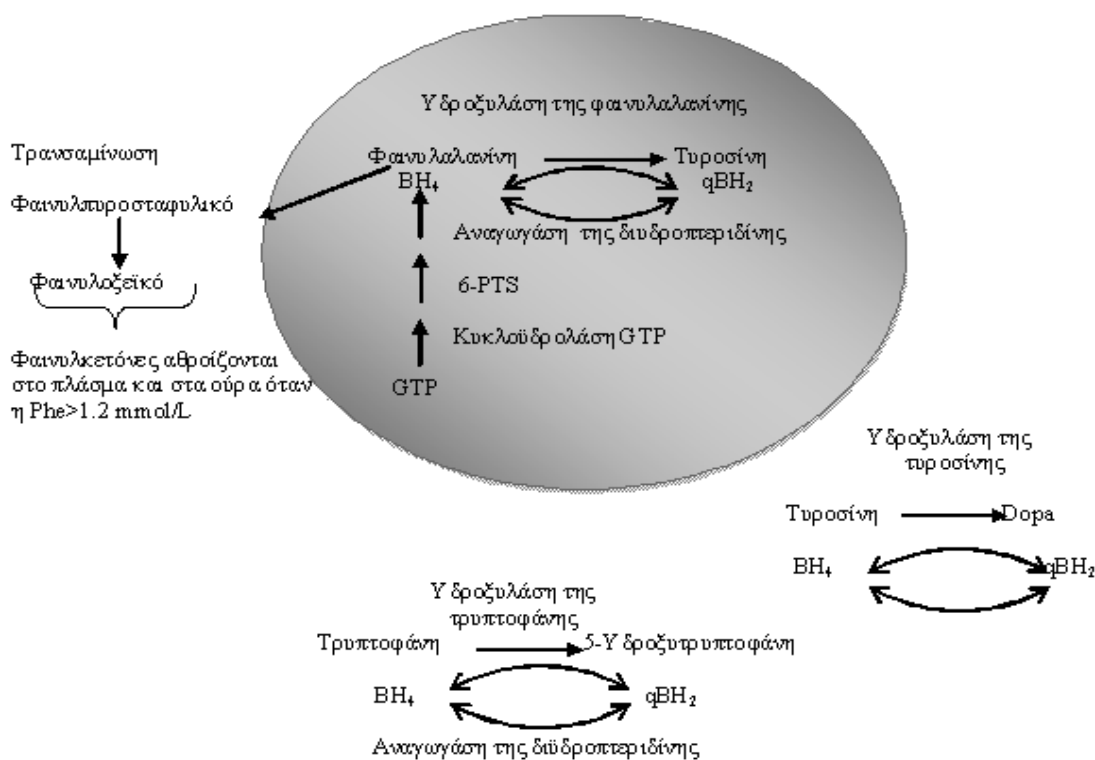 Υδροξυλάση της φαινυλαλανίνης
Τρανσαμίνωση
Φαινυλαλανίνη
Τυροσίνη
BH₄
qBH₂
Φαινυλπυροσταφυλικό
Αναγωγάση της διυδροπτεριδίνης
Φαινυλοξεϊκό
6-PTS
Κυκλοϋδρολάση GTP
Φαινυλκετόνες αθροίζονται
στο πλάσμα και στα ούρα όταν
η Phe>1.2 mmol/L
GTP
Υδροξυλάση της
τυροσίνης
Τυροσίνη
Dopa
BH₄
qBH₂
Υδροξυλάση της
τρυπτοφάνης
Τρυπτοφάνη
5-Υδροξυτρυπτοφάνη
BH₄
qBH₂
Αναγωγάση της διϋδροπτεριδίνης